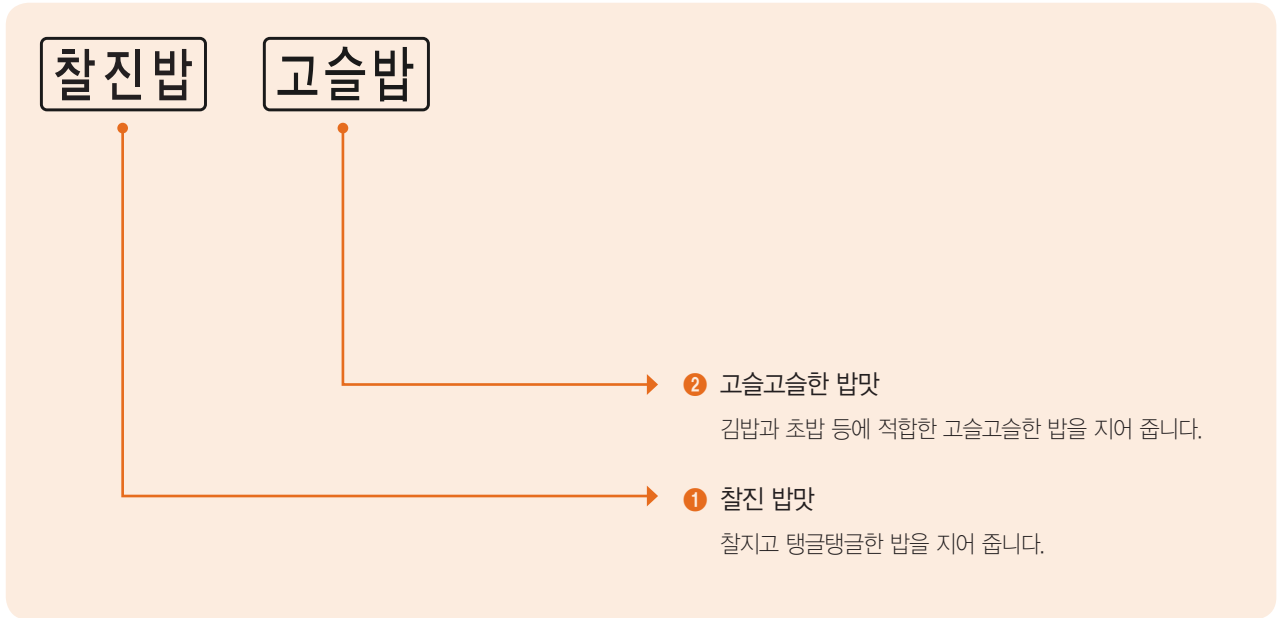 찰진밥 고슬밥
❷ 고슬고슬한 밥맛
김밥과 초밥 등에 적합한 고슬고슬한 밥을 지어 줍니다.
❶ 찰진 밥맛
찰지고 탱글탱글한 밥을 지어 줍니다.